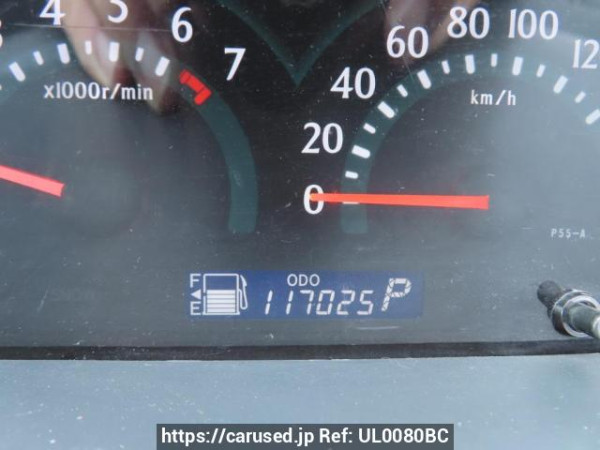 4 5 6 7
x1000r/min
0 20 40 60 80 100
km/h
P55-A
F
E
ODO
117025 P
https://carused.jp Ref: UL0080BC